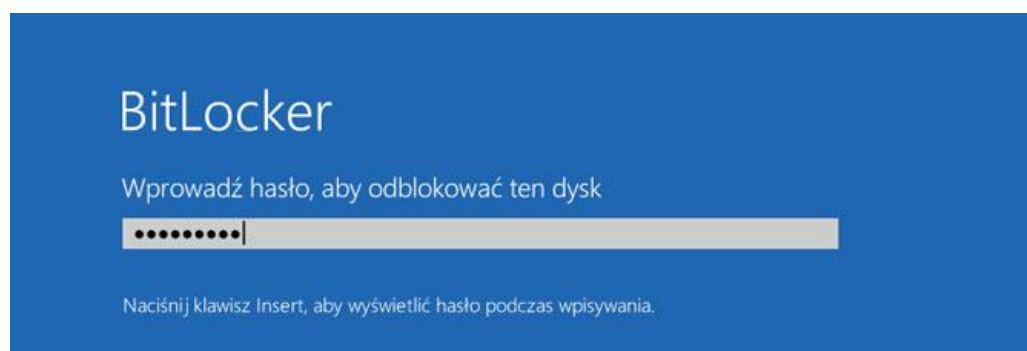 BitLocker
Wprowadź hasło, aby odblokować ten dysk
●●●●●●●●●
Naciśnij klawisz Insert, aby wyświetlić hasło podczas wpisywania.